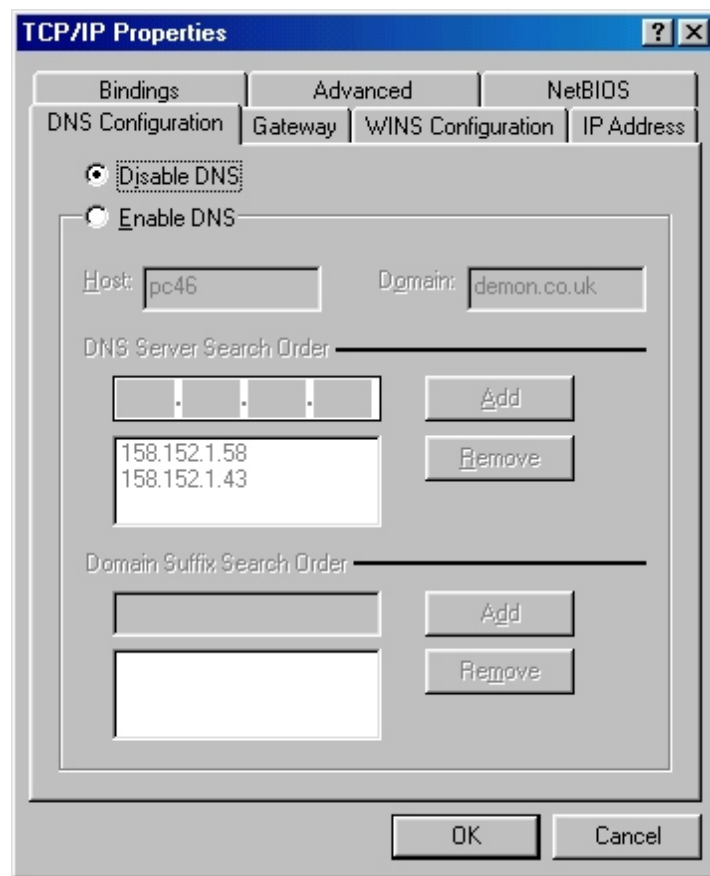 TCP/IP Properties
Bindings Advanced NetBIOS
DNS Configuration Gateway WINS Configuration IP Address
Disable DNS
Enable DNS
Host: pc46 Domain: demon.co.uk
DNS Server Search Order
. . . Add
158.152.1.58 Remove
158.152.1.43
Domain Suffix Search Order
Add
Remove
OK Cancel